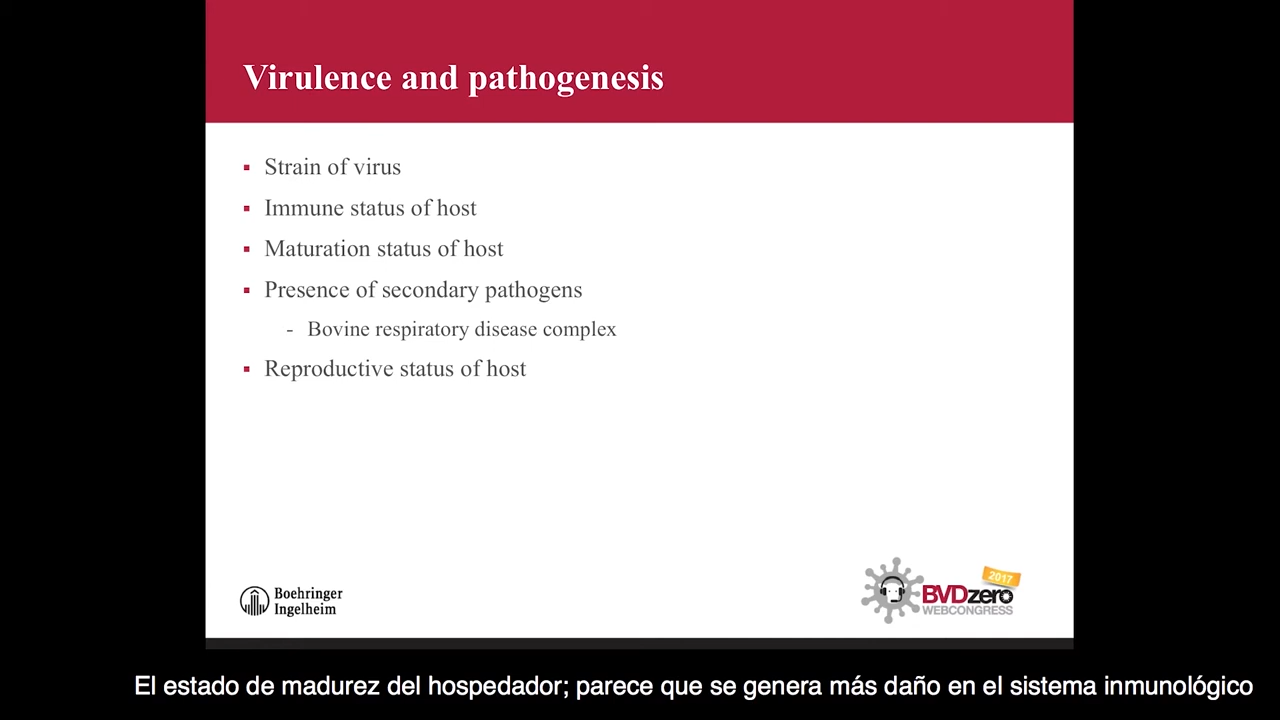 Virulence and pathogenesis
▪ Strain of virus
▪ Immune status of host
▪ Maturation status of host
▪ Presence of secondary pathogens
- Bovine respiratory disease complex
▪ Reproductive status of host
Boehringer
Ingelheim
2017
BVDzero
WEBCONGRESS
El estado de madurez del hospedador; parece que se genera más daño en el sistema inmunológico